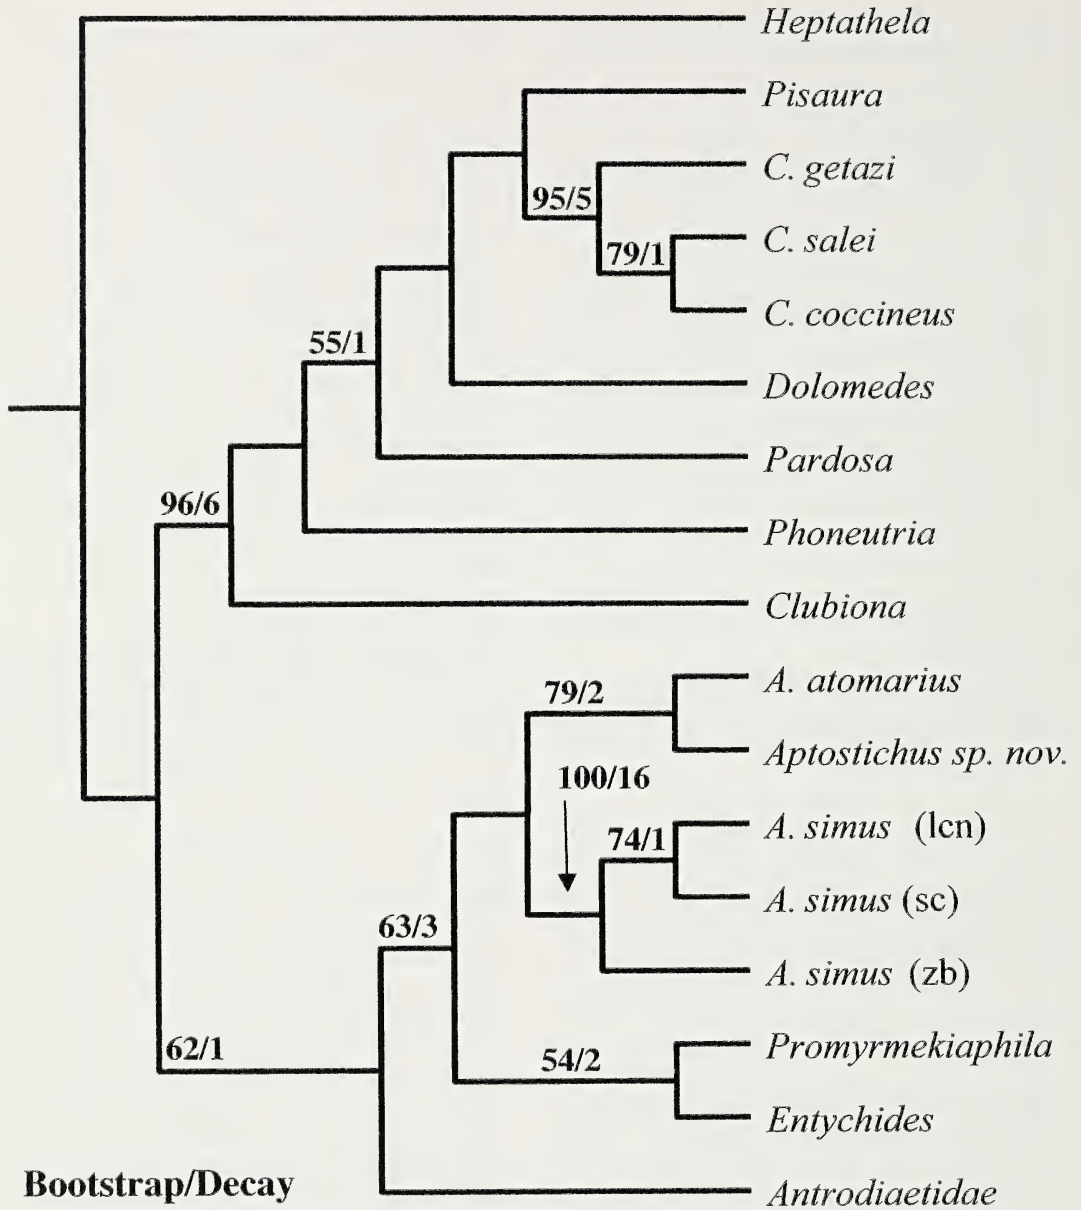 Heptathela
Pisaura
C. getazi
95/5
C. salei
79/1
C. coccineus
55/1
Dolomedes
Pardosa
96/6
Phoneutria
Clubiona
A. atomarius
79/2
Aptostichus sp. nov.
100/16
A. simus (lcn)
74/1
A. simus (sc)
63/3
A. simus (zb)
62/1
Promyrmekiaphila
54/2
Entychides
Bootstrap/Decay
Antrodiaetidae